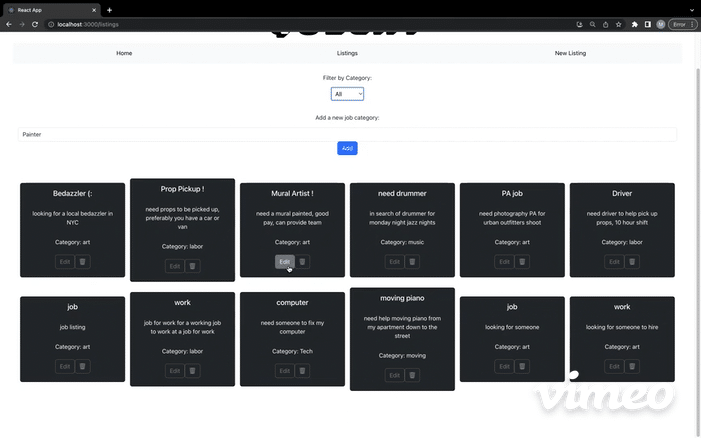 React App
localhost:3000/listings
M
Error
Home
Listings
New Listing
Filter by Category:
All
Add a new job category:
Painter
Add
Bedazzler (:
looking for a local bedazzler in
NYC
Category: art
Edit
Prop Pickup !
need props to be picked up,
preferably you have a car or
van
Category: labor
Edit
Mural Artist !
need a mural painted, good
pay, can provide team
Category: art
Edit
need drummer
in search of drummer for
monday night jazz nights
Category: music
Edit
PA job
need photography PA for
urban outfitters shoot
Category: art
Edit
Driver
need driver to help pick up
props, 10 hour shift
Category: labor
Edit
job
job listing
Category: art
Edit
work
job for work for a working job
to work at a job for work
Category: labor
Edit
computer
need someone to fix my
computer
Category: Tech
Edit
moving piano
need help moving piano from
my apartment down to the
street
Category: moving
Edit
job
looking for someone
Category: art
Edit
work
looking for someone to hire
Category: art
Edit
vimeo